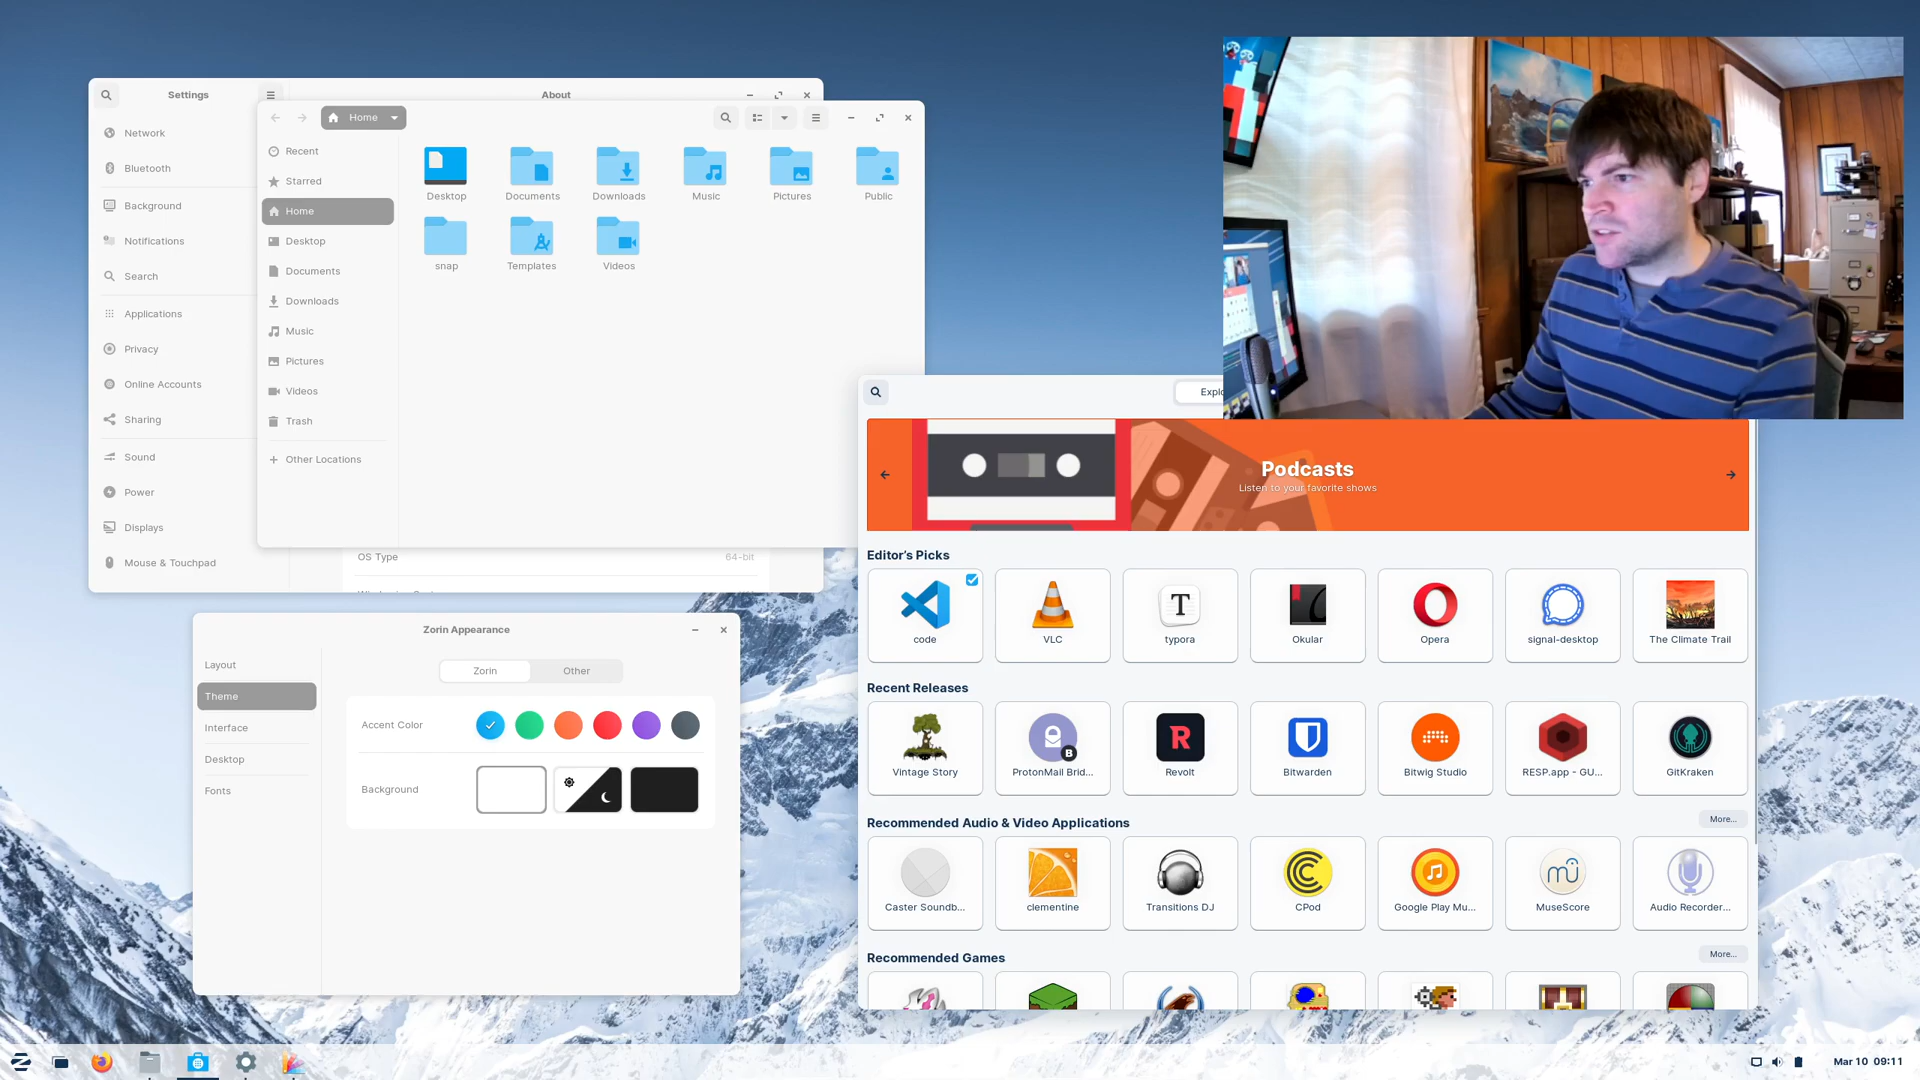 Settings
About
Network
Bluetooth
Background
Notifications
Search
Applications
Privacy
Online Accounts
Sharing
Sound
Power
Displays
Mouse & Touchpad
Home
Recent
Starred
Home
Desktop
Documents
Downloads
Music
Pictures
Videos
Trash
Other Locations
Desktop
Documents
Downloads
Music
Pictures
Public
snap
Templates
Videos
OS Type
64-bit
Zorin Appearance
Layout
Theme
Interface
Desktop
Fonts
Zorin
Other
Accent Color
Background
Explo
Podcasts
Listen to your favorite shows
Editor’s Picks
code
VLC
typora
Okular
Opera
signal-desktop
The Climate Trail
Recent Releases
Vintage Story
ProtonMail Brid...
Revolt
Bitwarden
Bitwig Studio
RESP.app - GU...
GitKraken
Recommended Audio & Video Applications
More...
Caster Soundb...
clementine
Transitions DJ
CPod
Google Play Mu...
MuseScore
Audio Recorder...
Recommended Games
More...
Mar 10 09:11